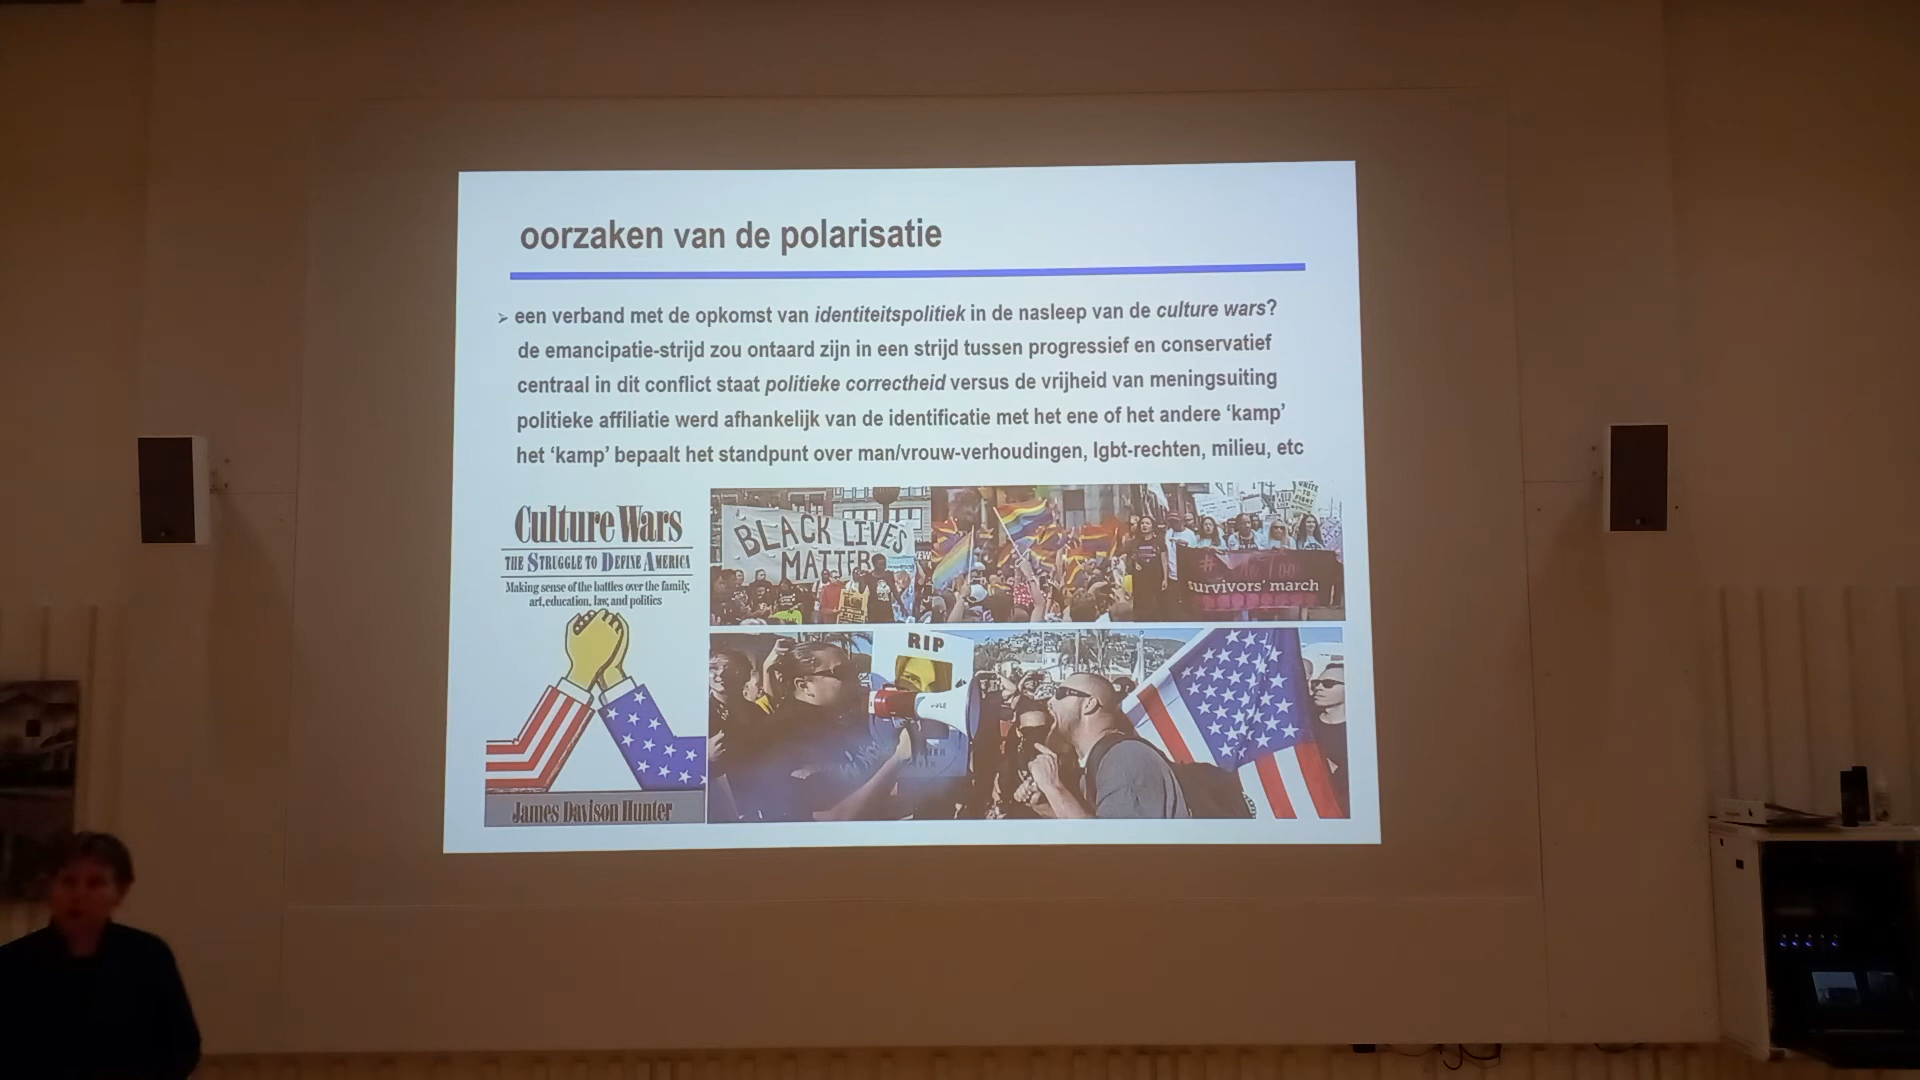 oorzaken van de polarisatie
➢ een verband met de opkomst van identiteitspolitiek in de nasleep van de culture wars?
de emancipatie-strijd zou ontaard zijn in een strijd tussen progressief en conservatief
centraal in dit conflict staat politieke correctheid versus de vrijheid van meningsuiting
politieke affiliatie werd afhankelijk van de identificatie met het ene of het andere ‘kamp’
het ‘kamp’ bepaalt het standpunt over man/vrouw-verhoudingen, lgbt-rechten, milieu, etc
Culture Wars
THE STRUGGLE TO DEFINE AMERICA
Making sense of the battles over the family,
art, education, law, and politics
James Davison Hunter
BLACK LIVES
MATTER
UNITE
TO
FIGHT
survivors' march
RIP